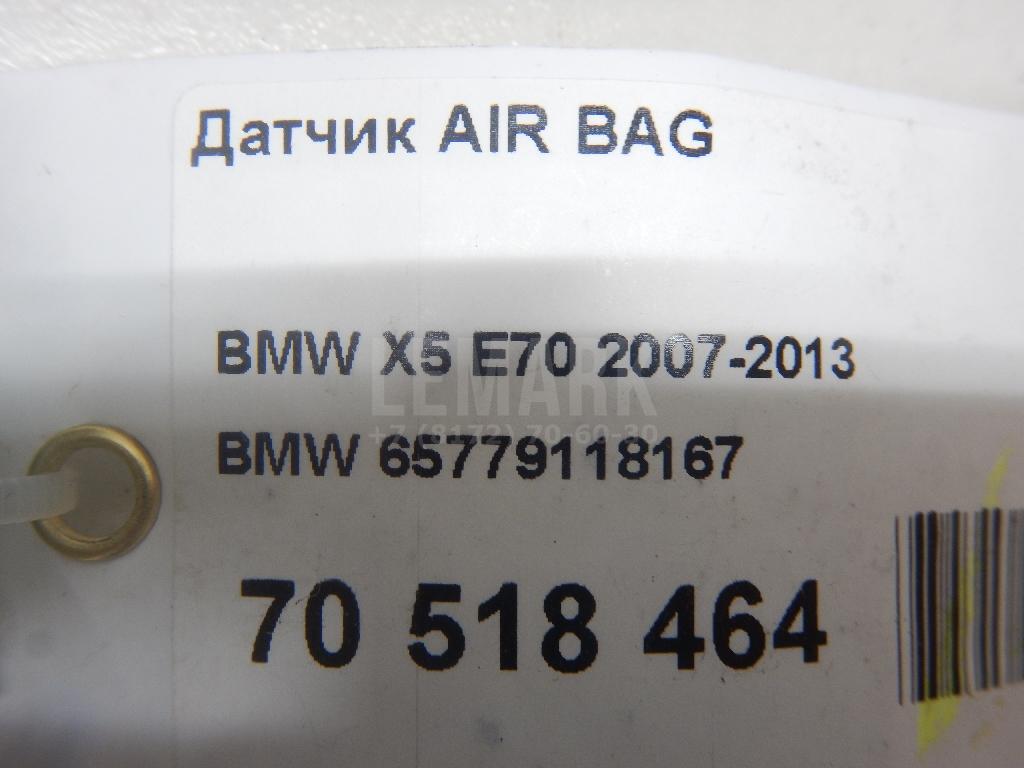 Датчик AIR BAG
BMW X5 E70 2007-2013
LEMARK
+7 (8172) 70-60-30
BMW 65779118167
70 518 464